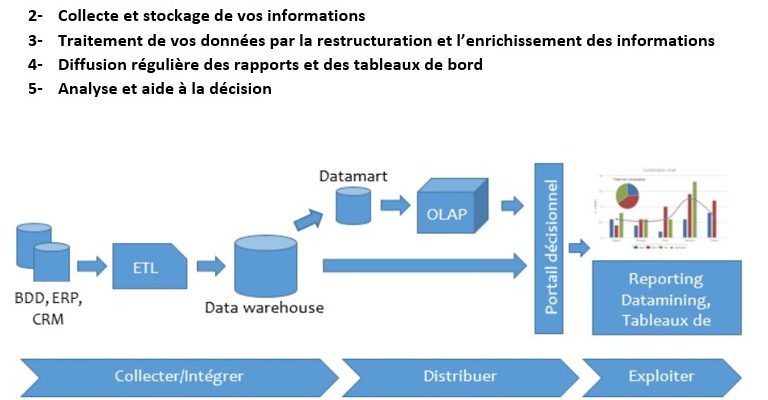 2- Collecte et stockage de vos informations
3- Traitement de vos données par la restructuration et l’enrichissement des informations
4- Diffusion régulière des rapports et des tableaux de bord
5- Analyse et aide à la décision
Datamart
OLAP
BDD, ERP,
CRM
ETL
Data warehouse
Portail décisionnel
Reporting
Datamining,
Tableaux de
Collecter/Intégrer
Distribuer
Exploiter